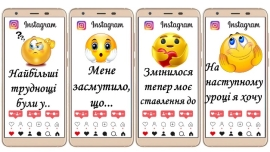 Instagram
Найбільші
труднощі
були у..
Instagram
Мене
засмутило,
що...
Instagram
Змінилося
тепер моє
ставлення до
Instagram
На
наступному
уроці я хочу